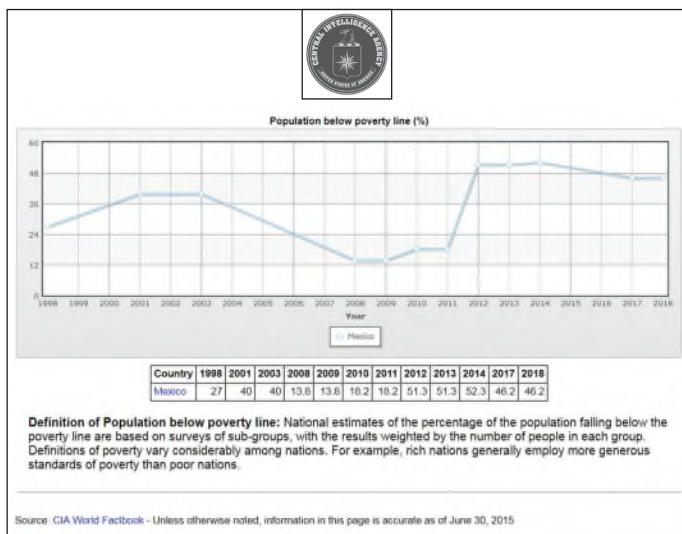 CENTRAL INTELLIGENCE AGENCY
UNITED STATES OF AMERICA
Population below poverty line (%)
60
48
36
24
12
0
1998 1999 2000 2001 2002 2003 2004 2005 2006 2007 2008 2009 2010 2011 2012 2013 2014 2015 2016 2017 2018
Year
Mexico
Country 1998 2001 2003 2008 2009 2010 2011 2012 2013 2014 2017 2018
Mexico 27 40 40 13.8 13.8 18.2 18.2 51.3 51.3 52.3 46.2 46.2
Definition of Population below poverty line: National estimates of the percentage of the population falling below the
poverty line are based on surveys of sub-groups, with the results weighted by the number of people in each group.
Definitions of poverty vary considerably among nations. For example, rich nations generally employ more generous
standards of poverty than poor nations.
Source: CIA World Factbook - Unless otherwise noted, information in this page is accurate as of June 30, 2015